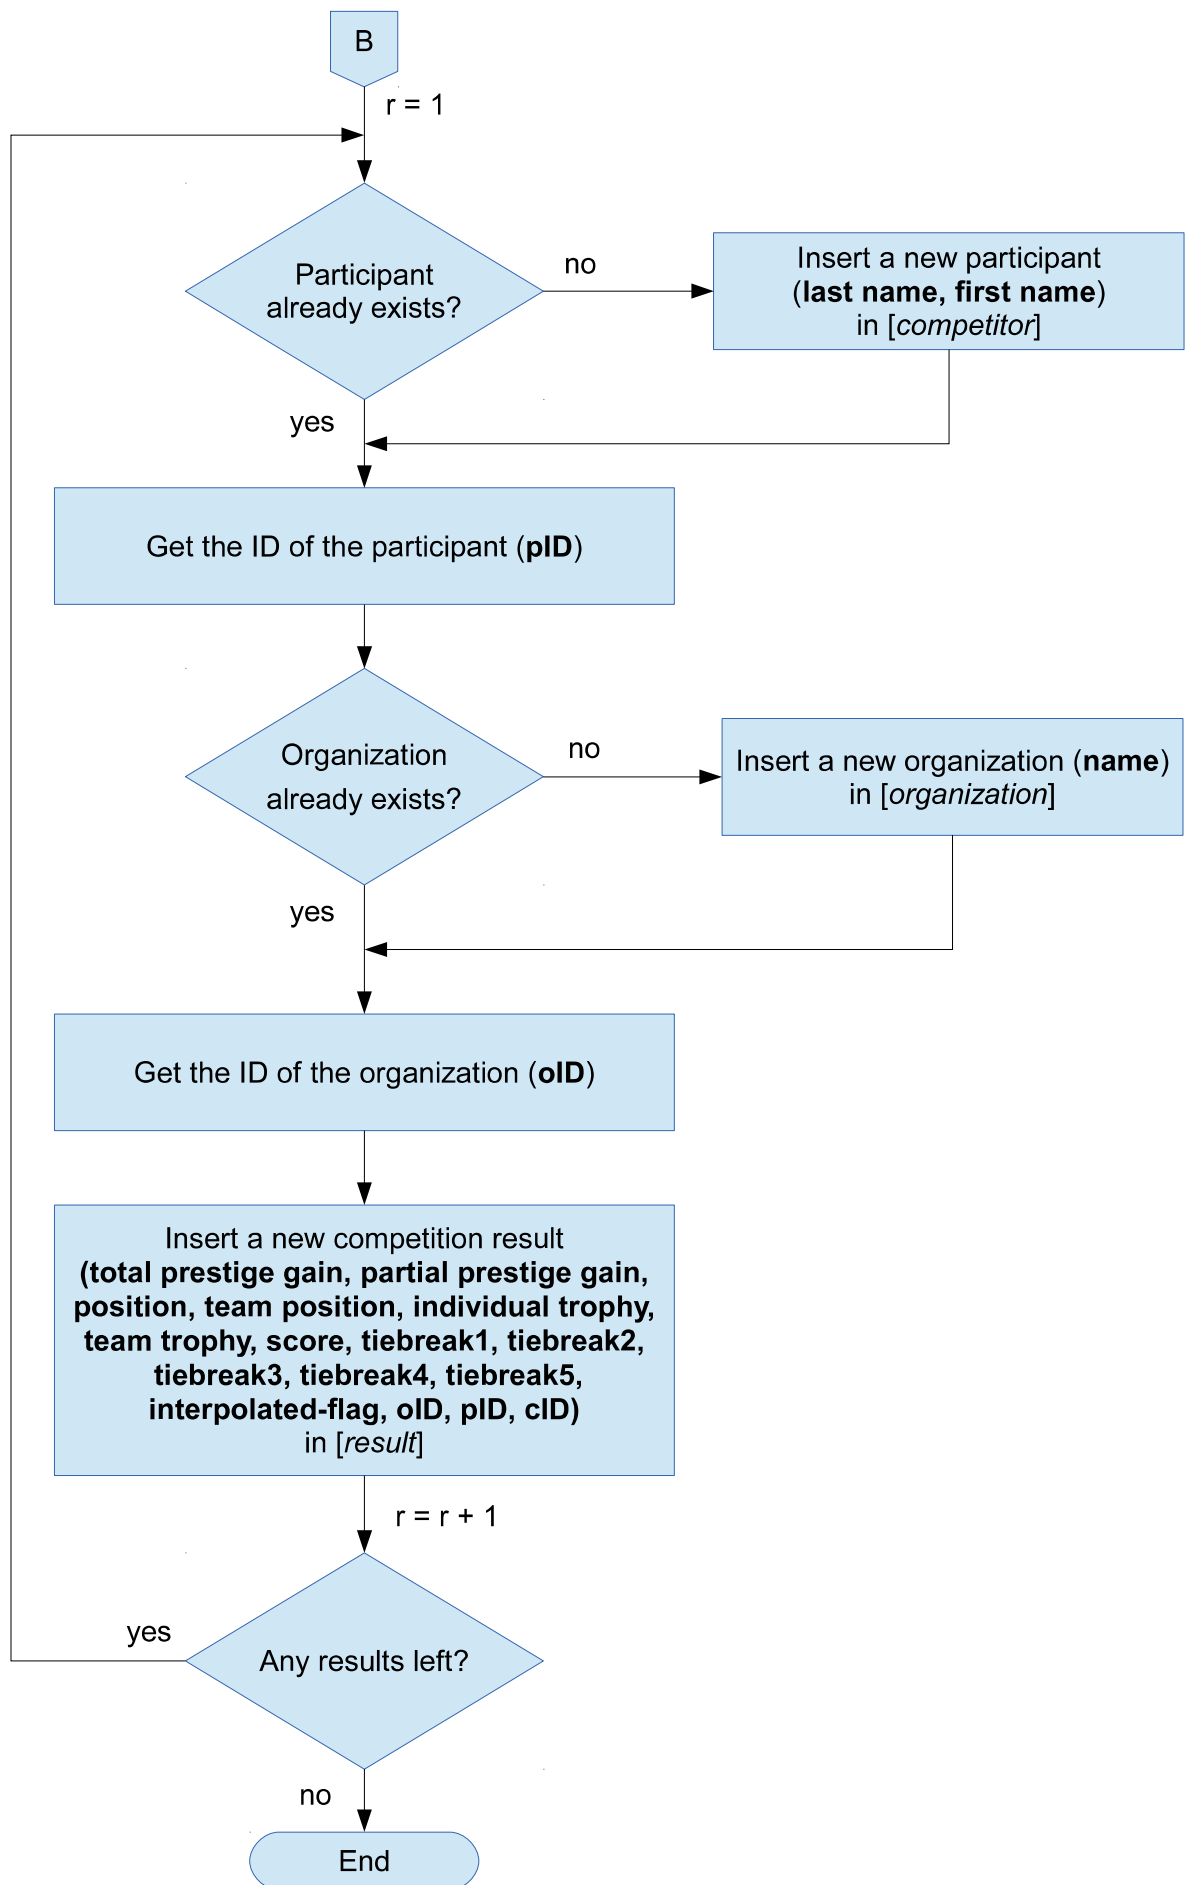 B
r = 1
Participant
already exists?
no
Insert a new participant
(last name, first name)
in [competitor]
yes
Get the ID of the participant (pID)
Organization
already exists?
no
Insert a new organization (name)
in [organization]
yes
Get the ID of the organization (oID)
Insert a new competition result
(total prestige gain, partial prestige gain,
position, team position, individual trophy,
team trophy, score, tiebreak1, tiebreak2,
tiebreak3, tiebreak4, tiebreak5,
interpolated-flag, oID, pID, cID)
in [result]
r = r + 1
yes
Any results left?
no
End